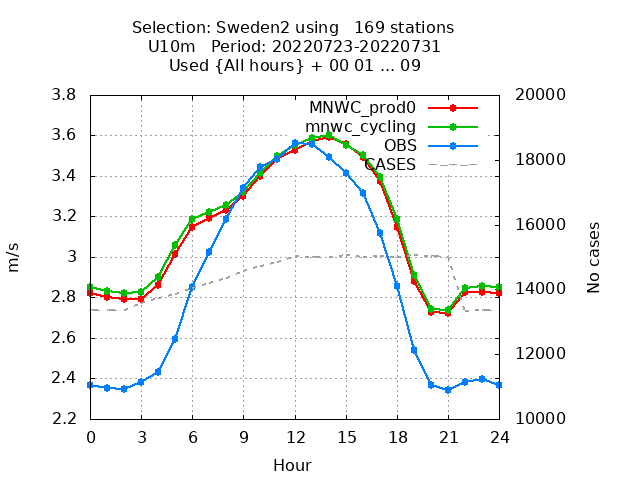 Selection: Sweden2 using   169 stations
U10m   Period: 20220723-20220731
Used {All hours} + 00 01 ... 09
3.8
3.6
3.4
3.2
3
2.8
2.6
2.4
2.2
20000
18000
16000
14000
12000
10000
MNWC_prod0
mnwc_cycling
OBS
CASES
m/s
No cases
0
3
6
9
12
15
18
21
24
Hour